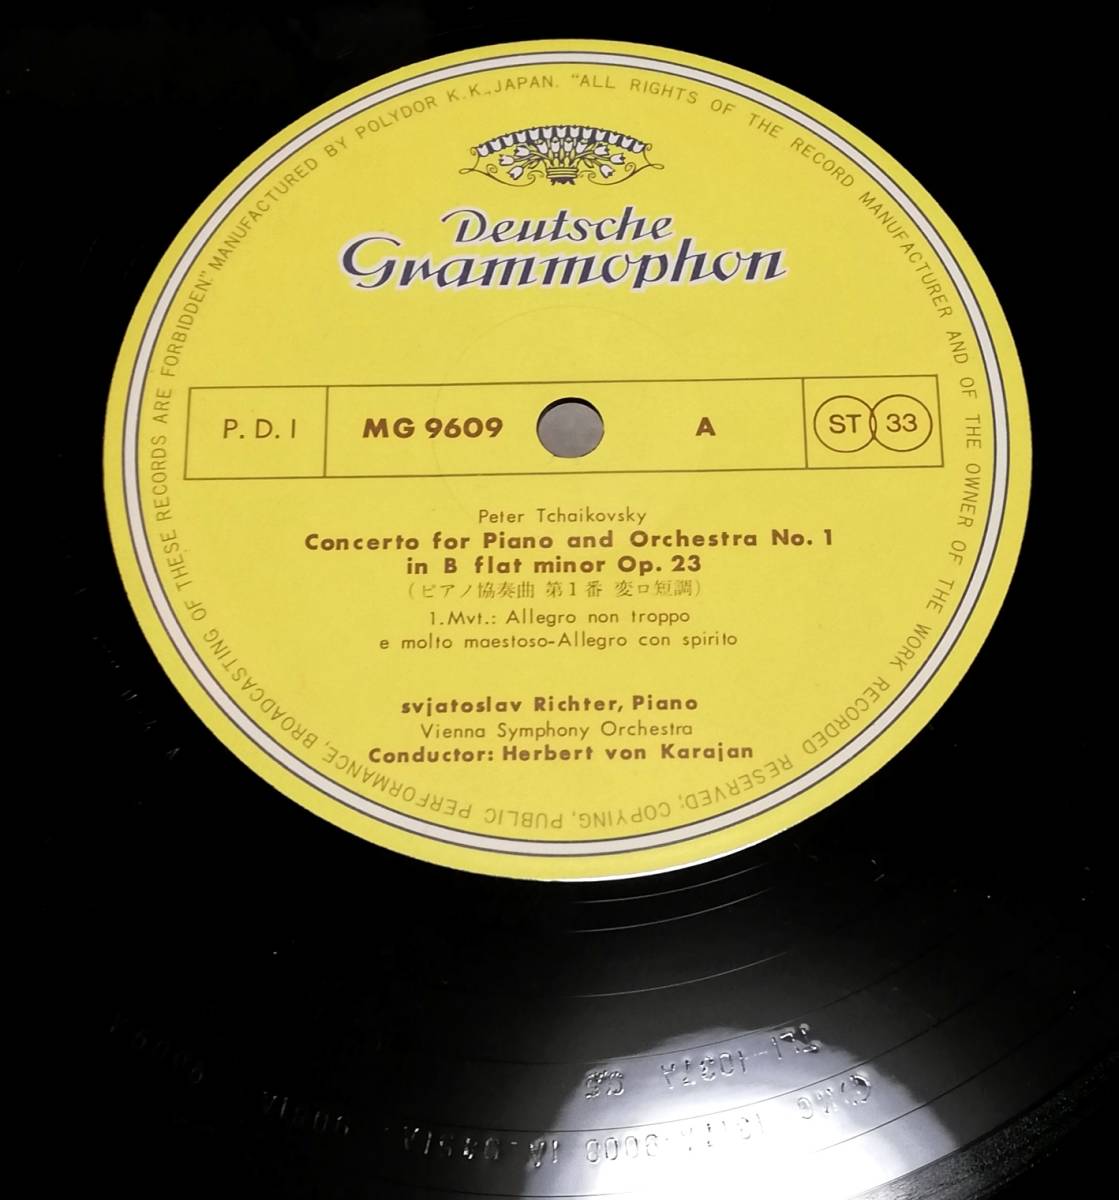 MANUFACTURED BY POLYDOR K.K., JAPAN. "ALL RIGHTS OF THE RECORD MANUFACTURER AND OF THE OWNER OF THE WORK RECORDED RESERVED; COPYING, PUBLIC PERFORMANCE, BROADCASTING OF THESE RECORDS ARE FORBIDDEN."
Deutsche
Grammophon
P. D. I MG 9609 A ST 33
Peter Tchaikovsky
Concerto for Piano and Orchestra No. 1
in B flat minor Op. 23
(ピアノ協奏曲 第1番 変ロ短調)
1.Mvt.: Allegro non troppo
e molto maestoso-Allegro con spirito
svjatoslav Richter, Piano
Vienna Symphony Orchestra
Conductor: Herbert von Karajan